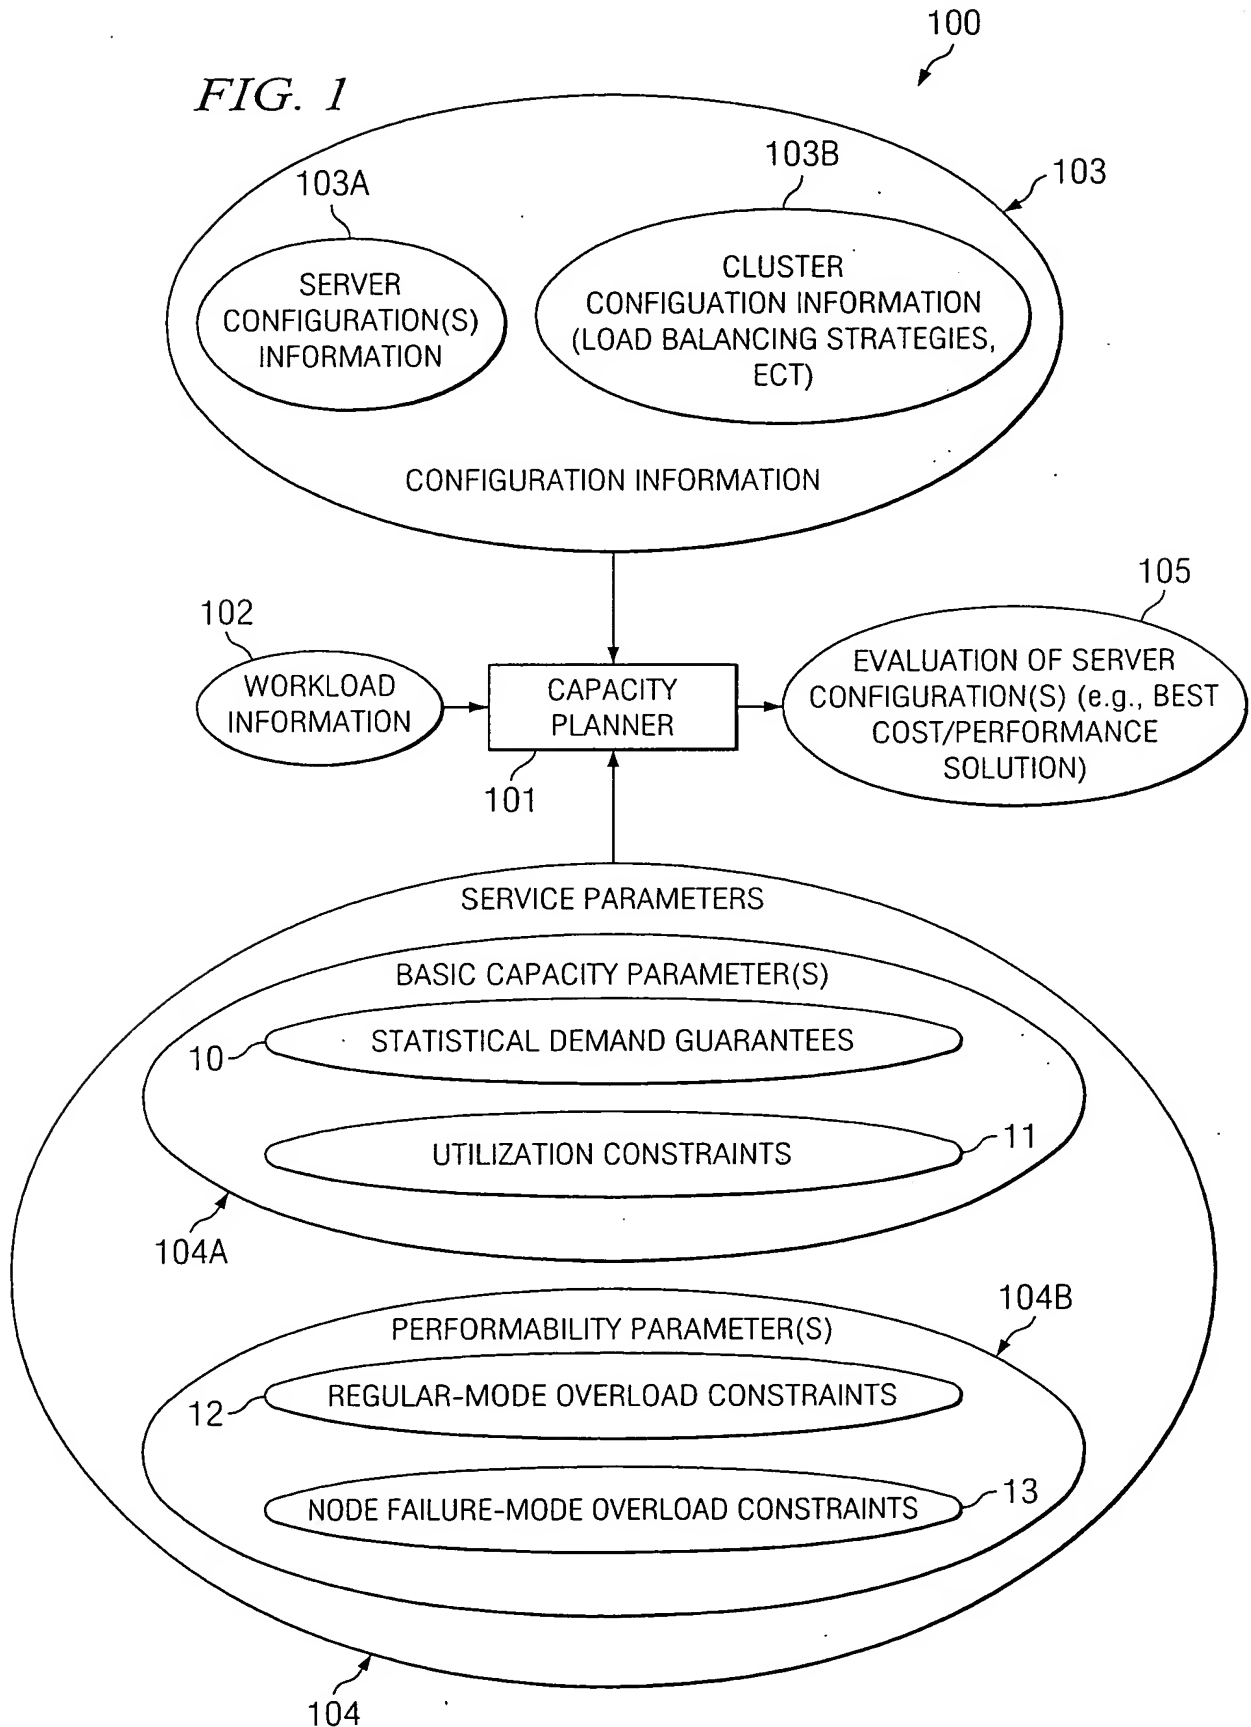 100
FIG. 1
103B
103
103A
SERVER
CONFIGURATION(S)
INFORMATION
CLUSTER
CONFIGUATION INFORMATION
(LOAD BALANCING STRATEGIES,
ECT)
CONFIGURATION INFORMATION
105
102
WORKLOAD
INFORMATION
CAPACITY
PLANNER
101
EVALUATION OF SERVER
CONFIGURATION(S) (e.g., BEST
COST/PERFORMANCE
SOLUTION)
SERVICE PARAMETERS
BASIC CAPACITY PARAMETER(S)
10
STATISTICAL DEMAND GUARANTEES
UTILIZATION CONSTRAINTS
11
104A
104B
PERFORMABILITY PARAMETER(S)
12
REGULAR-MODE OVERLOAD CONSTRAINTS
NODE FAILURE-MODE OVERLOAD CONSTRAINTS
13
104